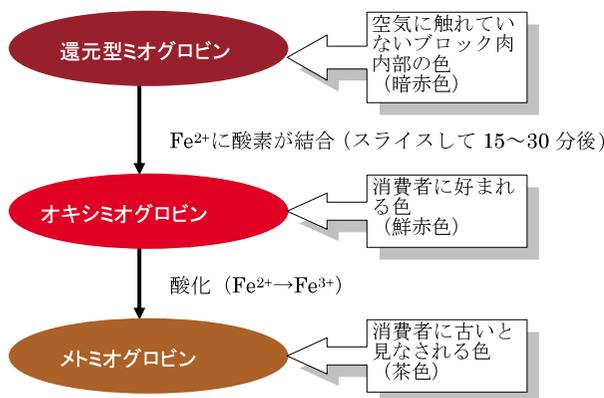 還元型ミオグロビン
空気に触れてい
ないブロック肉
内部の色
（暗赤色）
Fe²⁺に酸素が結合（スライスして 15～30 分後）
オキシミオグロビン
消費者に好まれ
る色
（鮮赤色）
酸化（Fe²⁺→Fe³⁺）
メトミオグロビン
消費者に古いと
見なされる色
（茶色）